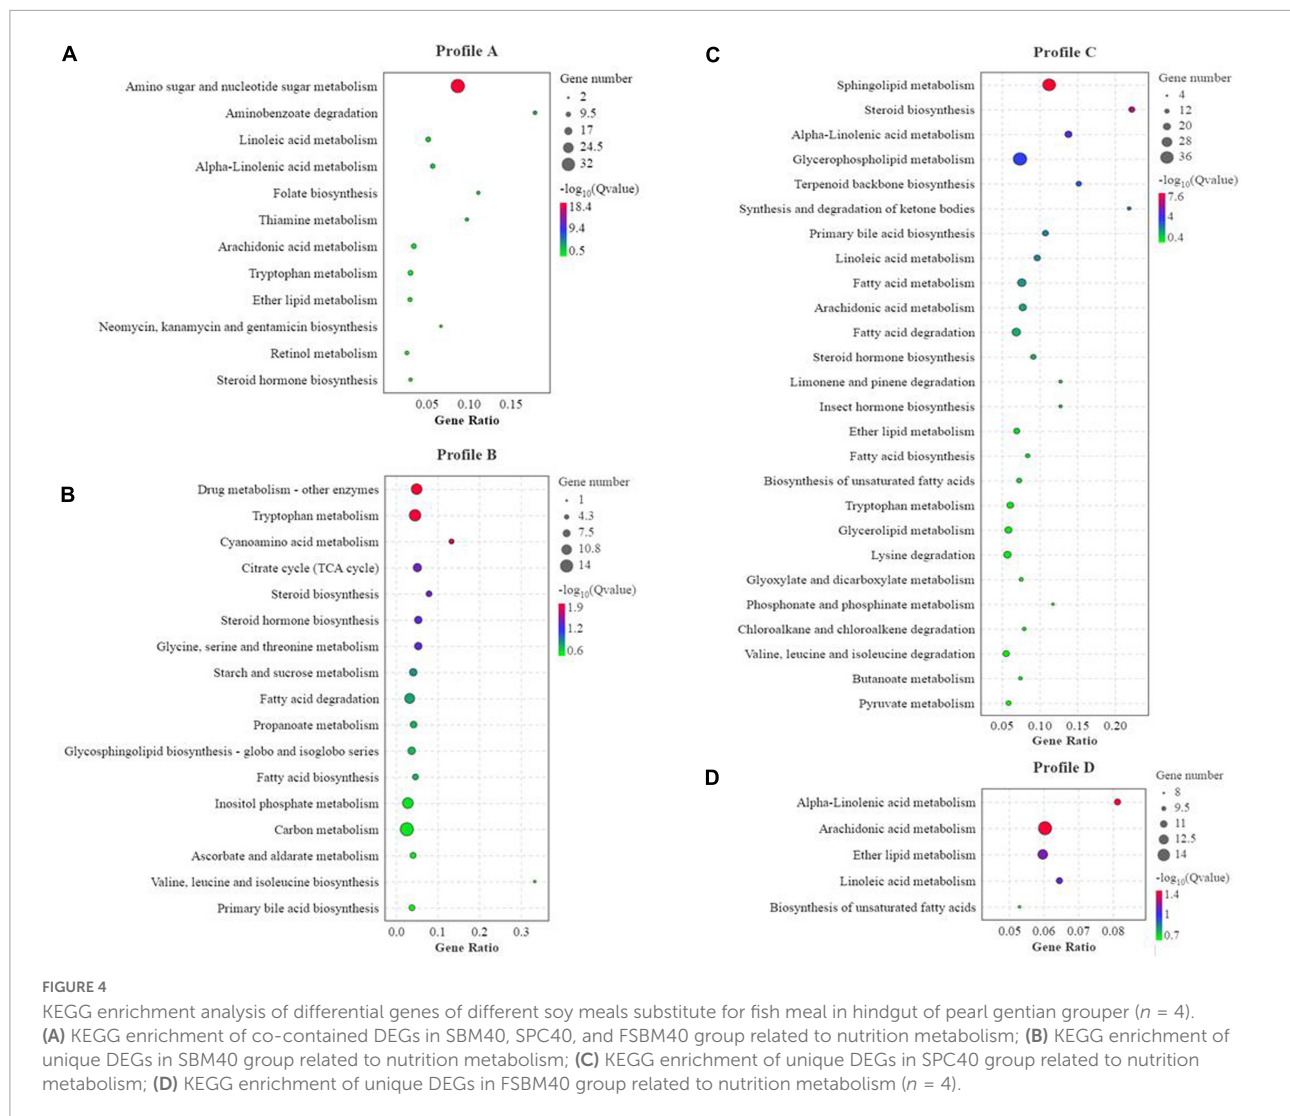 A
Profile A
Amino sugar and nucleotide sugar metabolism
Aminobenzoate degradation
Linoleic acid metabolism
Alpha-Linolenic acid metabolism
Folate biosynthesis
Thiamine metabolism
Arachidonic acid metabolism
Tryptophan metabolism
Ether lipid metabolism
Neomycin, kanamycin and gentamicin biosynthesis
Retinol metabolism
Steroid hormone biosynthesis
0.05 0.10 0.15
Gene Ratio
Gene number
2
9.5
17
24.5
32
-log10(Qvalue)
18.4
9.4
0.5
B
Profile B
Drug metabolism - other enzymes
Tryptophan metabolism
Cyanoamino acid metabolism
Citrate cycle (TCA cycle)
Steroid biosynthesis
Steroid hormone biosynthesis
Glycine, serine and threonine metabolism
Starch and sucrose metabolism
Fatty acid degradation
Propanoate metabolism
Glycosphingolipid biosynthesis - globo and isoglobo series
Fatty acid biosynthesis
Inositol phosphate metabolism
Carbon metabolism
Ascorbate and aldarate metabolism
Valine, leucine and isoleucine biosynthesis
Primary bile acid biosynthesis
0.0 0.1 0.2 0.3
Gene Ratio
Gene number
1
4.3
7.5
10.8
14
-log10(Qvalue)
1.9
1.2
0.6
C
Profile C
Sphingolipid metabolism
Steroid biosynthesis
Alpha-Linolenic acid metabolism
Glycerophospholipid metabolism
Terpenoid backbone biosynthesis
Synthesis and degradation of ketone bodies
Primary bile acid biosynthesis
Linoleic acid metabolism
Fatty acid metabolism
Arachidonic acid metabolism
Fatty acid degradation
Steroid hormone biosynthesis
Limonene and pinene degradation
Insect hormone biosynthesis
Ether lipid metabolism
Fatty acid biosynthesis
Biosynthesis of unsaturated fatty acids
Tryptophan metabolism
Glycerolipid metabolism
Lysine degradation
Glyoxylate and dicarboxylate metabolism
Phosphonate and phosphinate metabolism
Chloroalkane and chloroalkene degradation
Valine, leucine and isoleucine degradation
Butanoate metabolism
Pyruvate metabolism
0.05 0.10 0.15 0.20
Gene Ratio
Gene number
4
12
20
28
36
-log10(Qvalue)
7.6
4
0.4
D
Profile D
Alpha-Linolenic acid metabolism
Arachidonic acid metabolism
Ether lipid metabolism
Linoleic acid metabolism
Biosynthesis of unsaturated fatty acids
0.05 0.06 0.07 0.08
Gene Ratio
Gene number
8
9.5
11
12.5
14
-log10(Qvalue)
1.4
1
0.7
FIGURE 4
KEGG enrichment analysis of differential genes of different soy meals substitute for fish meal in hindgut of pearl gentian grouper (n = 4).
(A) KEGG enrichment of co-contained DEGs in SBM40, SPC40, and FSBM40 group related to nutrition metabolism; (B) KEGG enrichment of
unique DEGs in SBM40 group related to nutrition metabolism; (C) KEGG enrichment of unique DEGs in SPC40 group related to nutrition
metabolism; (D) KEGG enrichment of unique DEGs in FSBM40 group related to nutrition metabolism (n = 4).